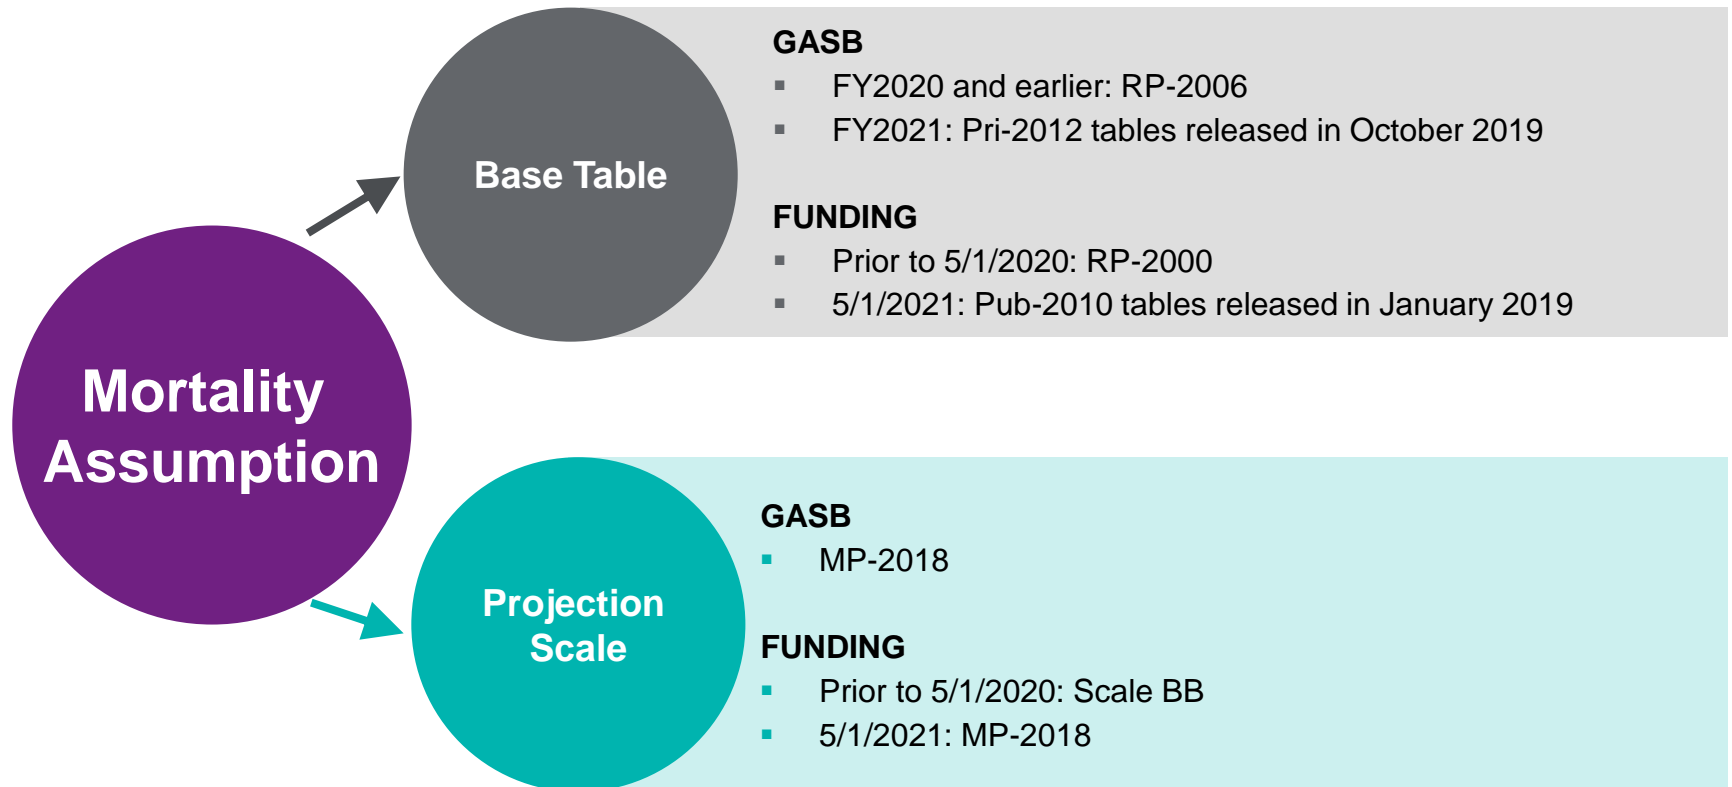 Mortality
Assumption
Base Table
GASB
▪ FY2020 and earlier: RP-2006
▪ FY2021: Pri-2012 tables released in October 2019
FUNDING
▪ Prior to 5/1/2020: RP-2000
▪ 5/1/2021: Pub-2010 tables released in January 2019
Projection
Scale
GASB
▪ MP-2018
FUNDING
▪ Prior to 5/1/2020: Scale BB
▪ 5/1/2021: MP-2018